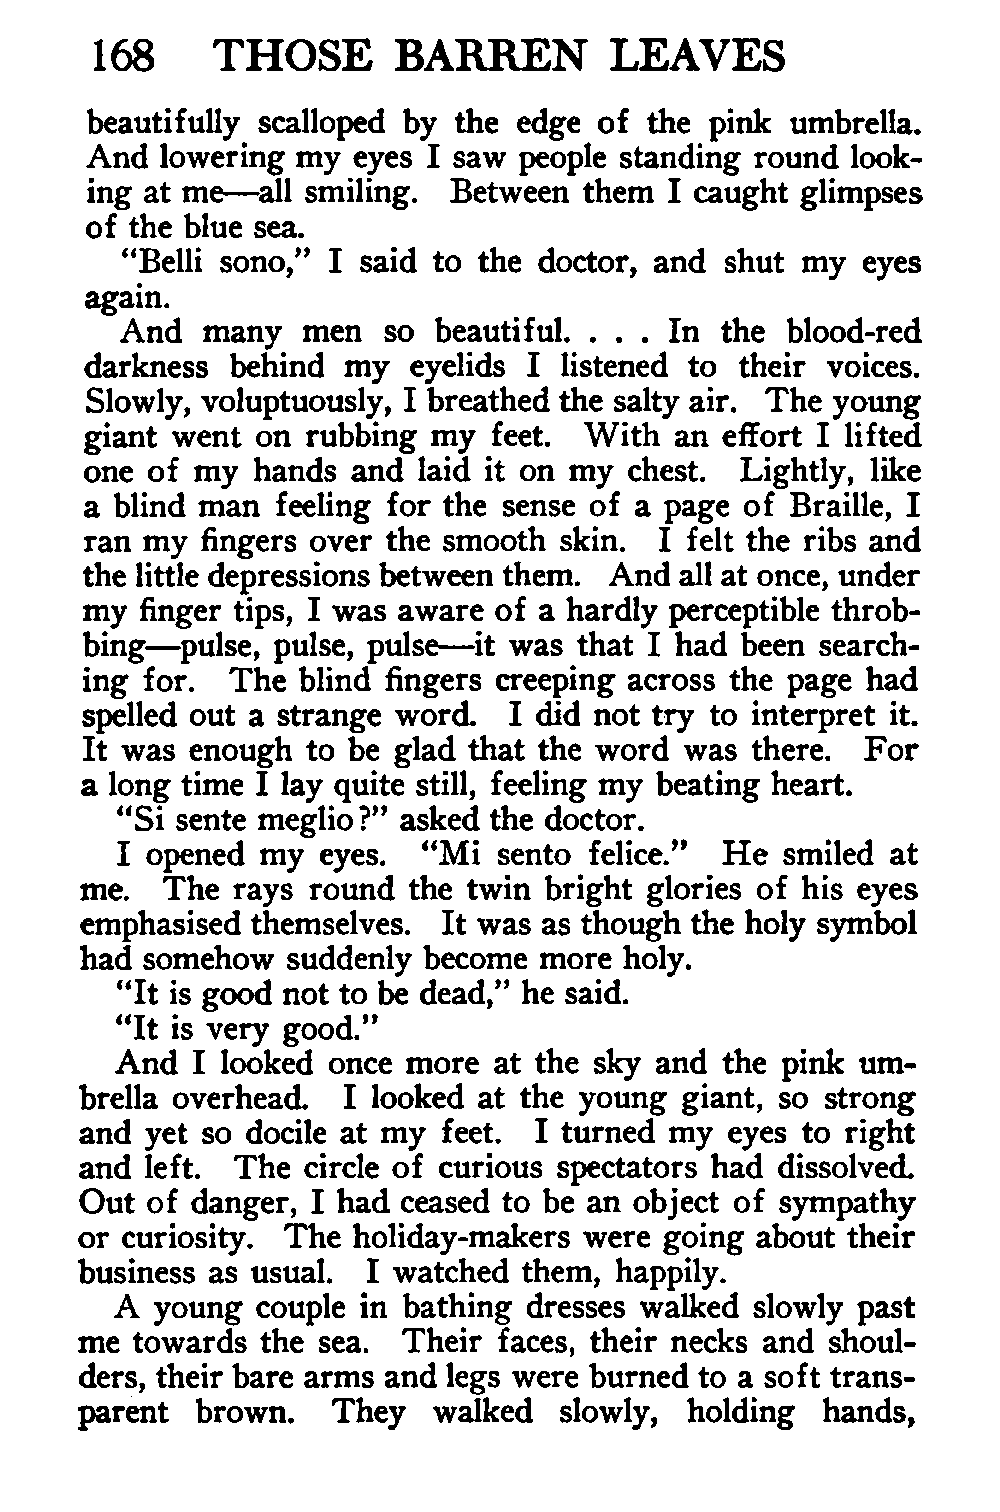 168 THOSE BARREN LEAVES
beautifully scalloped by the edge of the pink umbrella.
And lowering my eyes I saw people standing round look-
ing at me—all smiling. Between them I caught glimpses
of the blue sea.
“Belli sono,” I said to the doctor, and shut my eyes
again.
And many men so beautiful. . . . In the blood-red
darkness behind my eyelids I listened to their voices.
Slowly, voluptuously, I breathed the salty air. The young
giant went on rubbing my feet. With an effort I lifted
one of my hands and laid it on my chest. Lightly, like
a blind man feeling for the sense of a page of Braille, I
ran my fingers over the smooth skin. I felt the ribs and
the little depressions between them. And all at once, under
my finger tips, I was aware of a hardly perceptible throb-
bing—pulse, pulse, pulse—it was that I had been search-
ing for. The blind fingers creeping across the page had
spelled out a strange word. I did not try to interpret it.
It was enough to be glad that the word was there. For
a long time I lay quite still, feeling my beating heart.
“Si sente meglio?” asked the doctor.
I opened my eyes. “Mi sento felice.” He smiled at
me. The rays round the twin bright glories of his eyes
emphasised themselves. It was as though the holy symbol
had somehow suddenly become more holy.
“It is good not to be dead,” he said.
“It is very good.”
And I looked once more at the sky and the pink um-
brella overhead. I looked at the young giant, so strong
and yet so docile at my feet. I turned my eyes to right
and left. The circle of curious spectators had dissolved.
Out of danger, I had ceased to be an object of sympathy
or curiosity. The holiday-makers were going about their
business as usual. I watched them, happily.
A young couple in bathing dresses walked slowly past
me towards the sea. Their faces, their necks and shoul-
ders, their bare arms and legs were burned to a soft trans-
parent brown. They walked slowly, holding hands,